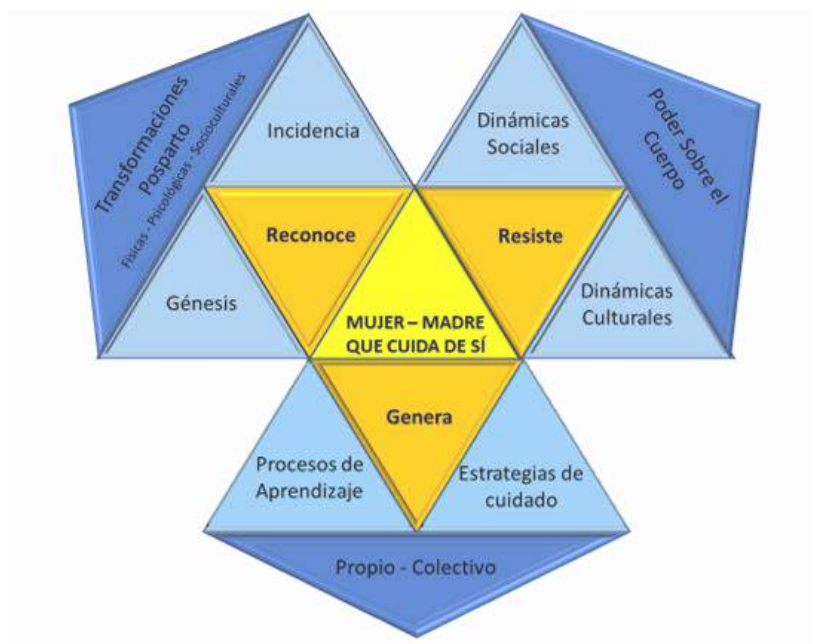 Transformaciones
Posparto
Físicas - Psicológicas - Socioculturales
Incidencia
Reconoce
Génesis
Dinámicas
Sociales
Resiste
Dinámicas
Culturales
Poder Sobre el
Cuerpo
MUJER – MADRE
QUE CUIDA DE SÍ
Genera
Procesos de
Aprendizaje
Estrategias de
cuidado
Propio - Colectivo